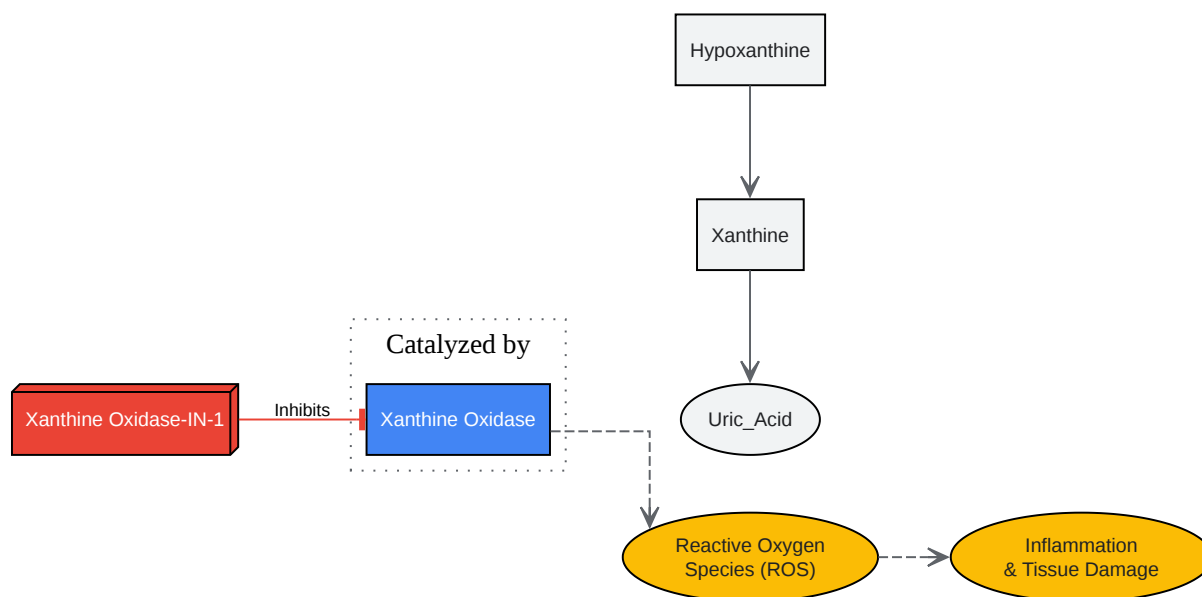 Hypoxanthine
Xanthine
Catalyzed by
Xanthine Oxidase-IN-1
Inhibits
Xanthine Oxidase
Uric_Acid
Reactive Oxygen
Species (ROS)
Inflammation
& Tissue Damage